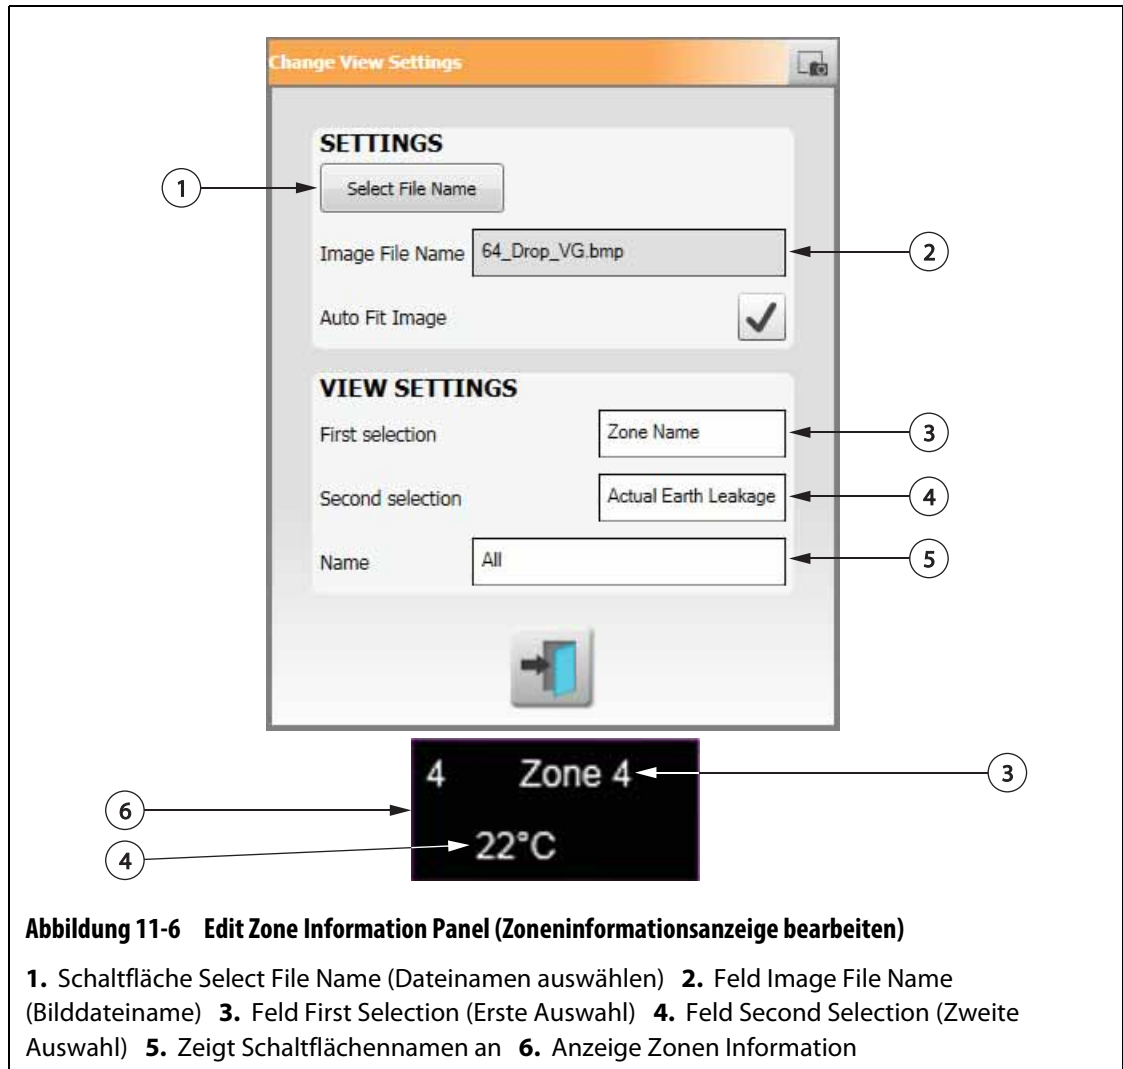 Change View Settings
SETTINGS
1
Select File Name
Image File Name 64_Drop_VG.bmp 2
Auto Fit Image
VIEW SETTINGS
First selection Zone Name 3
Second selection Actual Earth Leakage 4
Name All 5
4 Zone 4 3
6
4 22°C
Abbildung 11-6 Edit Zone Information Panel (Zoneninformationsanzeige bearbeiten)
1. Schaltfläche Select File Name (Dateinamen auswählen) 2. Feld Image File Name
(Bilddateiname) 3. Feld First Selection (Erste Auswahl) 4. Feld Second Selection (Zweite
Auswahl) 5. Zeigt Schaltflächennamen an 6. Anzeige Zonen Information